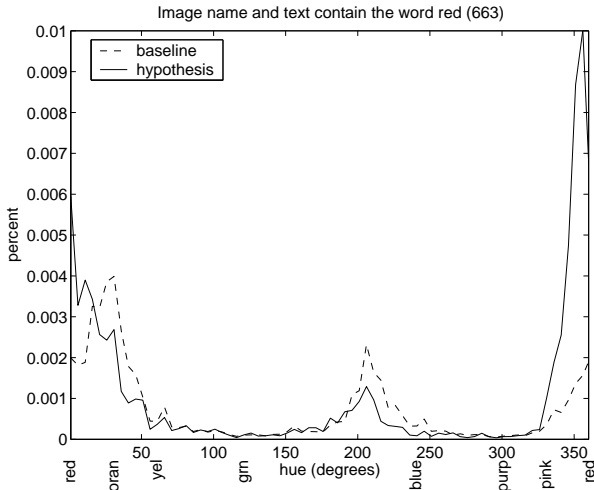 Image name and text contain the word red (663)
baseline
hypothesis
0.01
0.009
0.008
0.007
0.006
0.005
0.004
0.003
0.002
0.001
0
percent
50 100 150 200 250 300 350
hue (degrees)
red oran yel grn blue purp pink red